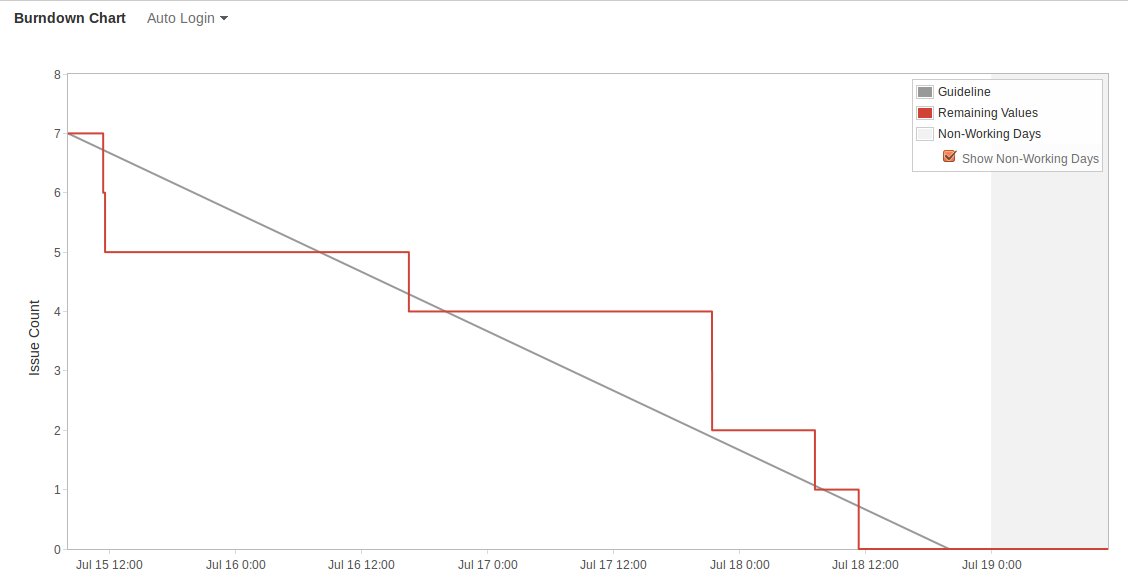 Burndown Chart Auto Login
8
Guideline
Remaining Values
Non-Working Days
Show Non-Working Days
7
6
5
4
3
2
1
0
Issue Count
Jul 15 12:00 Jul 16 0:00 Jul 16 12:00 Jul 17 0:00 Jul 17 12:00 Jul 18 0:00 Jul 18 12:00 Jul 19 0:00